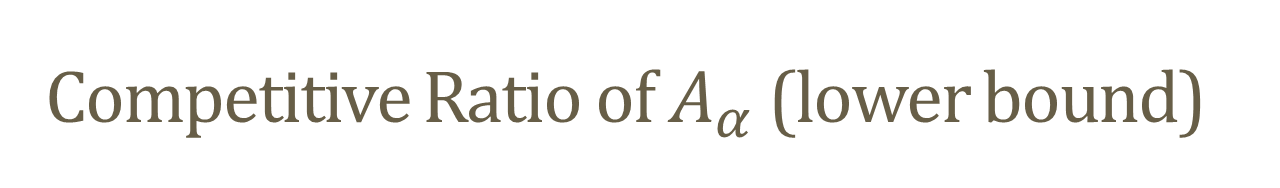 Competitive Ratio of A_α (lower bound)